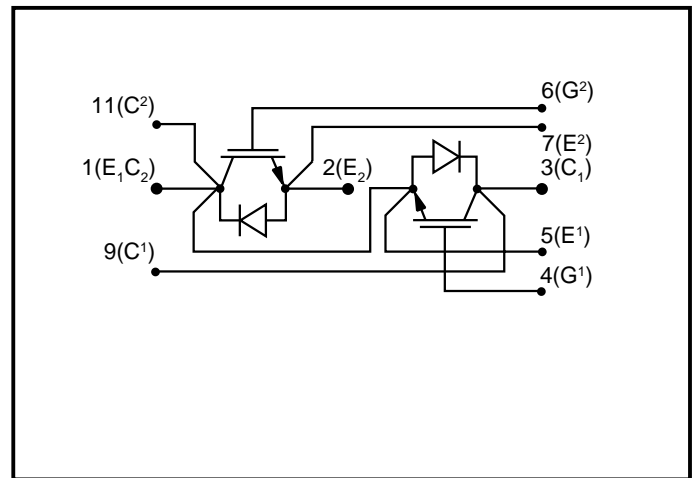 11(C²)
1(E₁C₂)
9(C¹)
2(E₂)
6(G²)
7(E²)
3(C₁)
5(E¹)
4(G¹)